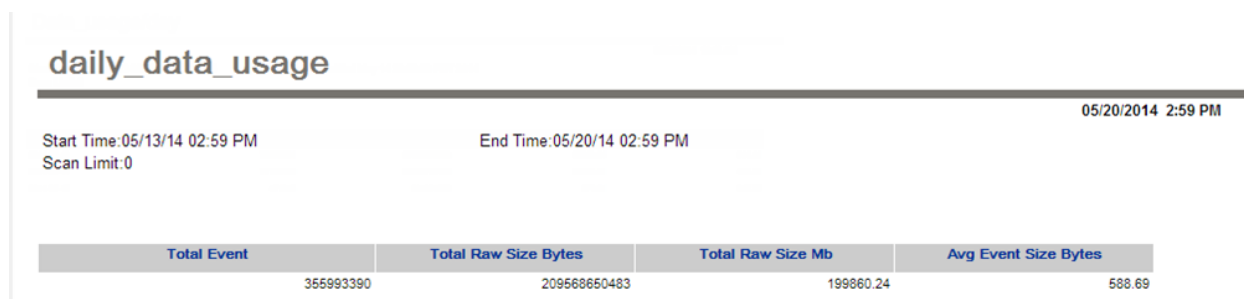 daily_data_usage
05/20/2014 2:59 PM
Start Time:05/13/14 02:59 PM End Time:05/20/14 02:59 PM
Scan Limit:0
Total Event Total Raw Size Bytes Total Raw Size Mb Avg Event Size Bytes
355993390 209568650483 199860.24 588.69